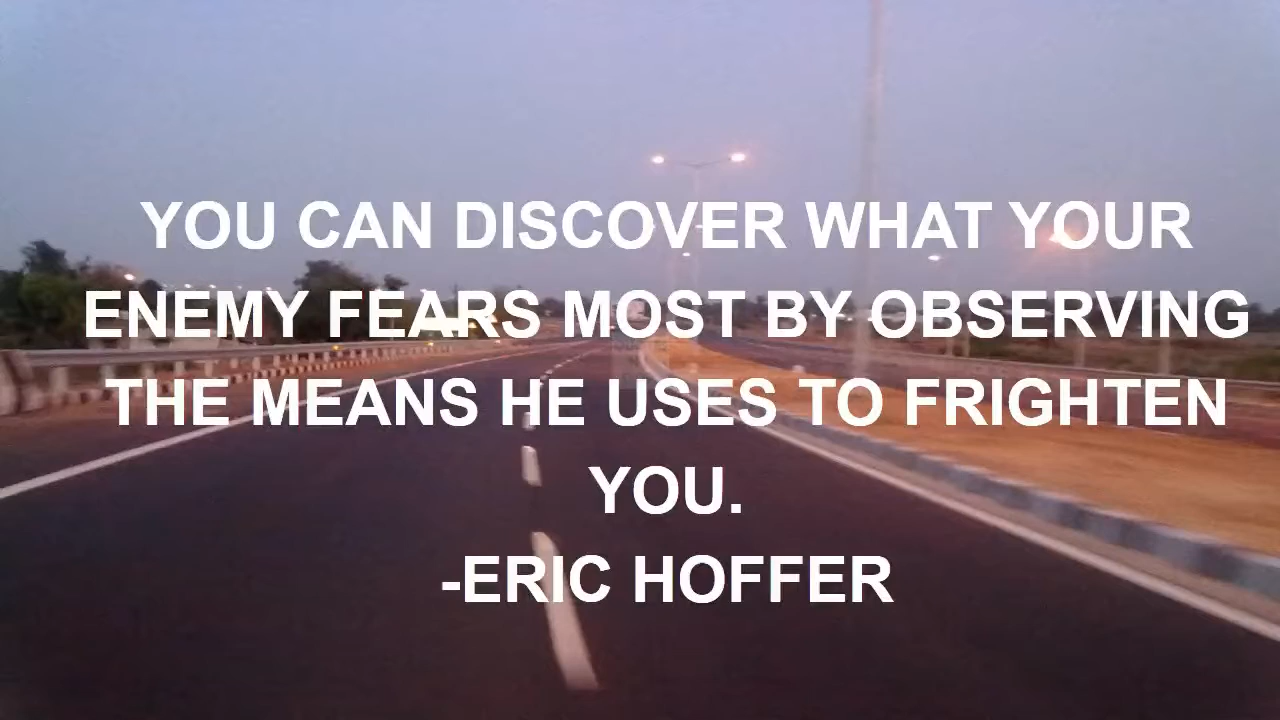 YOU CAN DISCOVER WHAT YOUR
ENEMY FEARS MOST BY OBSERVING
THE MEANS HE USES TO FRIGHTEN
YOU.
-ERIC HOFFER